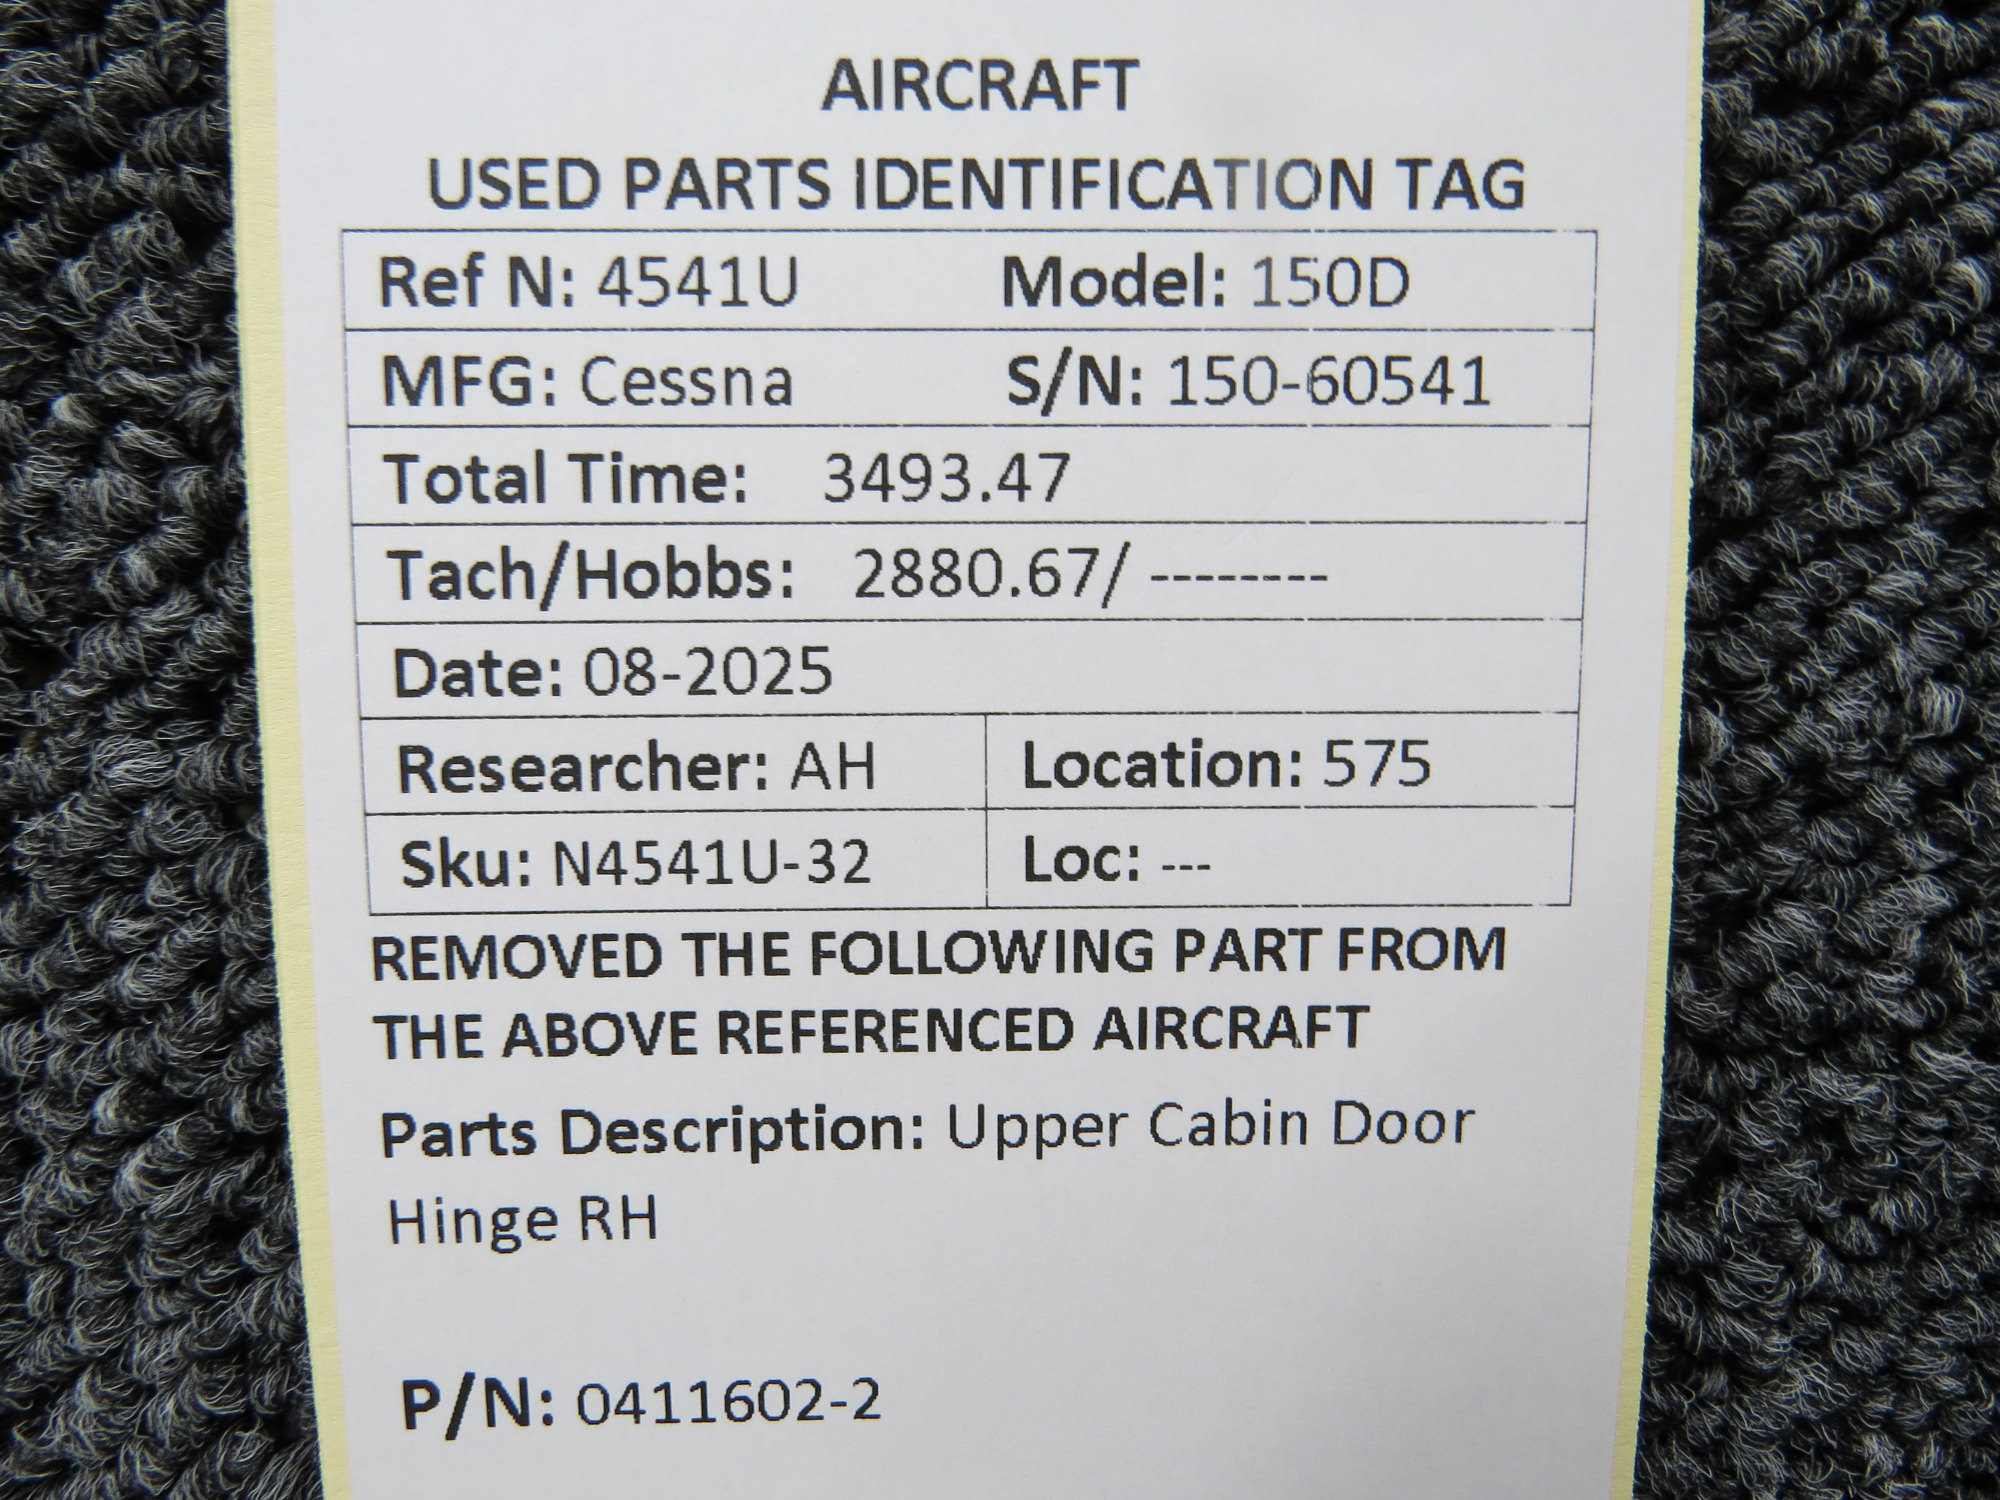 AIRCRAFT
USED PARTS IDENTIFICATION TAG
Ref N: 4541U Model: 150D
MFG: Cessna S/N: 150-60541
Total Time: 3493.47
Tach/Hobbs: 2880.67/ --------
Date: 08-2025
Researcher: AH Location: 575
Sku: N4541U-32 Loc: ---
REMOVED THE FOLLOWING PART FROM
THE ABOVE REFERENCED AIRCRAFT
Parts Description: Upper Cabin Door
Hinge RH
P/N: 0411602-2